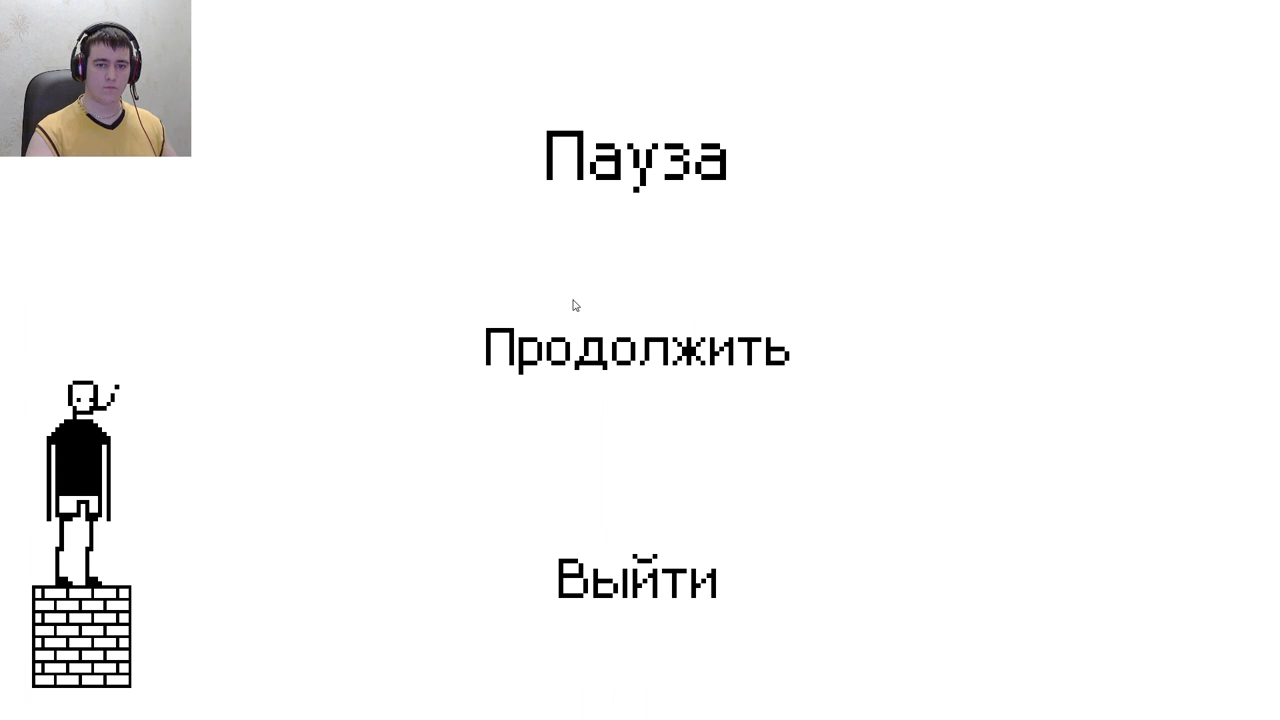 Пауза
Продолжить
Выйти